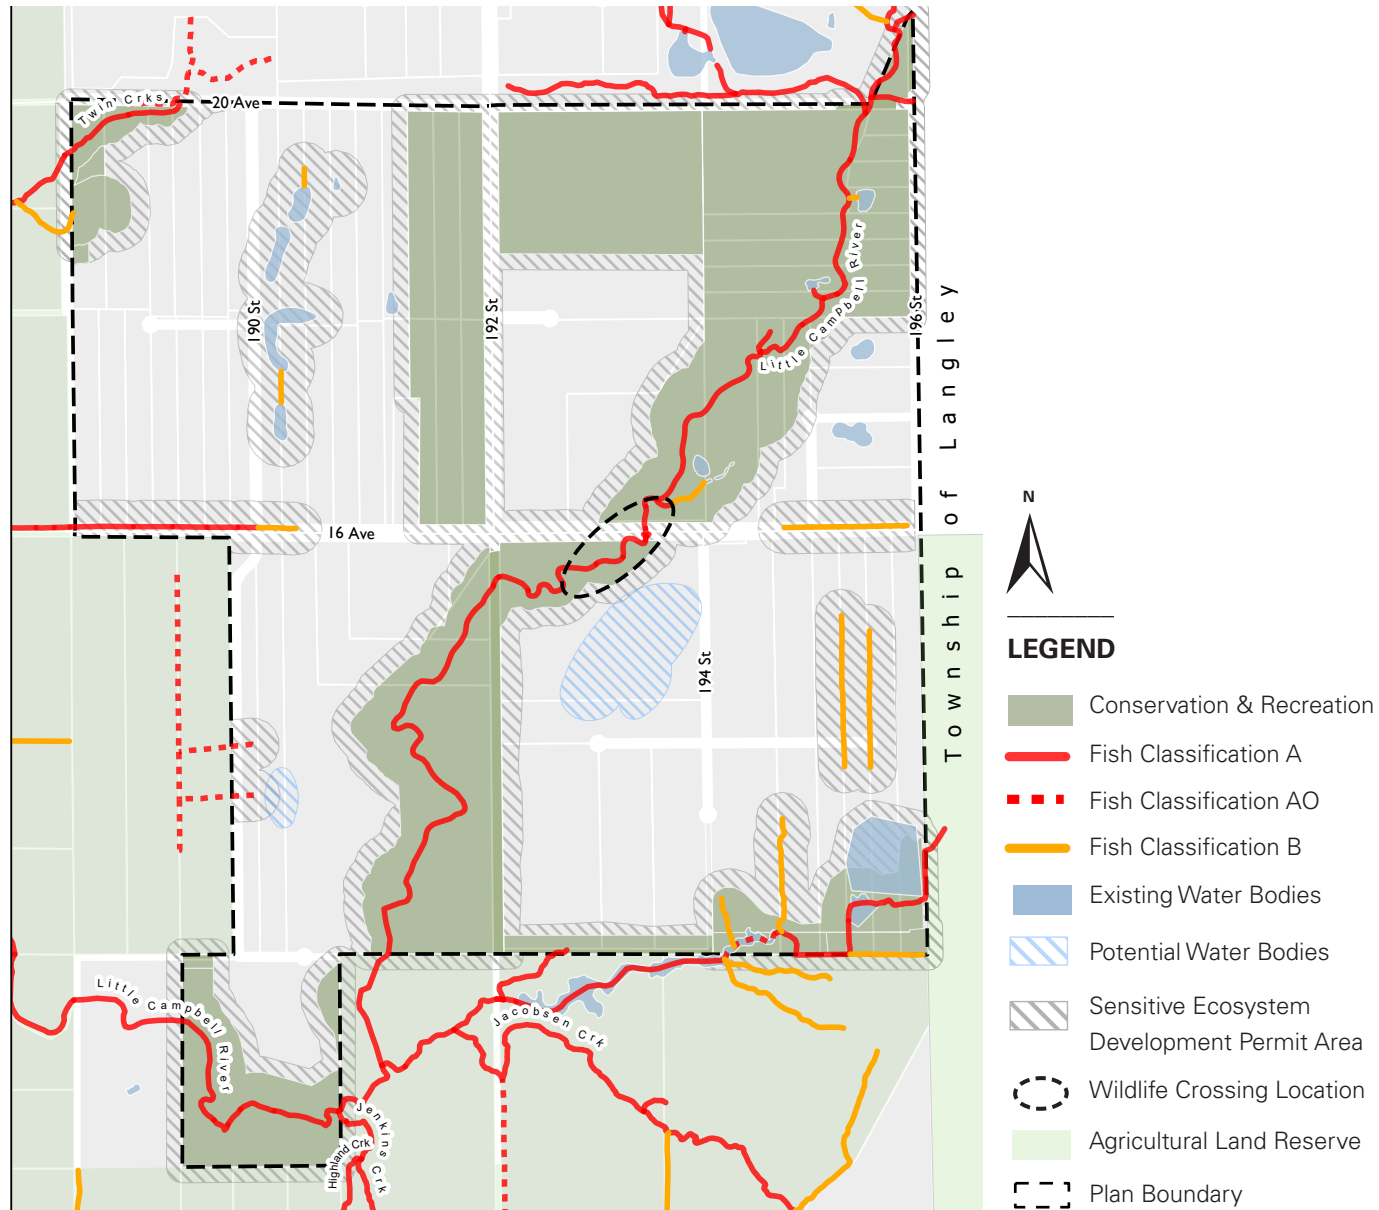 20 Ave
Twin Crks
190 St
192 St
Little Campbell River
196 St
Township of Langley
16 Ave
194 St
Little Campbell River
Jacobsen Crk
Jenkins Crk
Highland Crk
N
LEGEND
Conservation & Recreation
Fish Classification A
Fish Classification AO
Fish Classification B
Existing Water Bodies
Potential Water Bodies
Sensitive Ecosystem
Development Permit Area
Wildlife Crossing Location
Agricultural Land Reserve
Plan Boundary